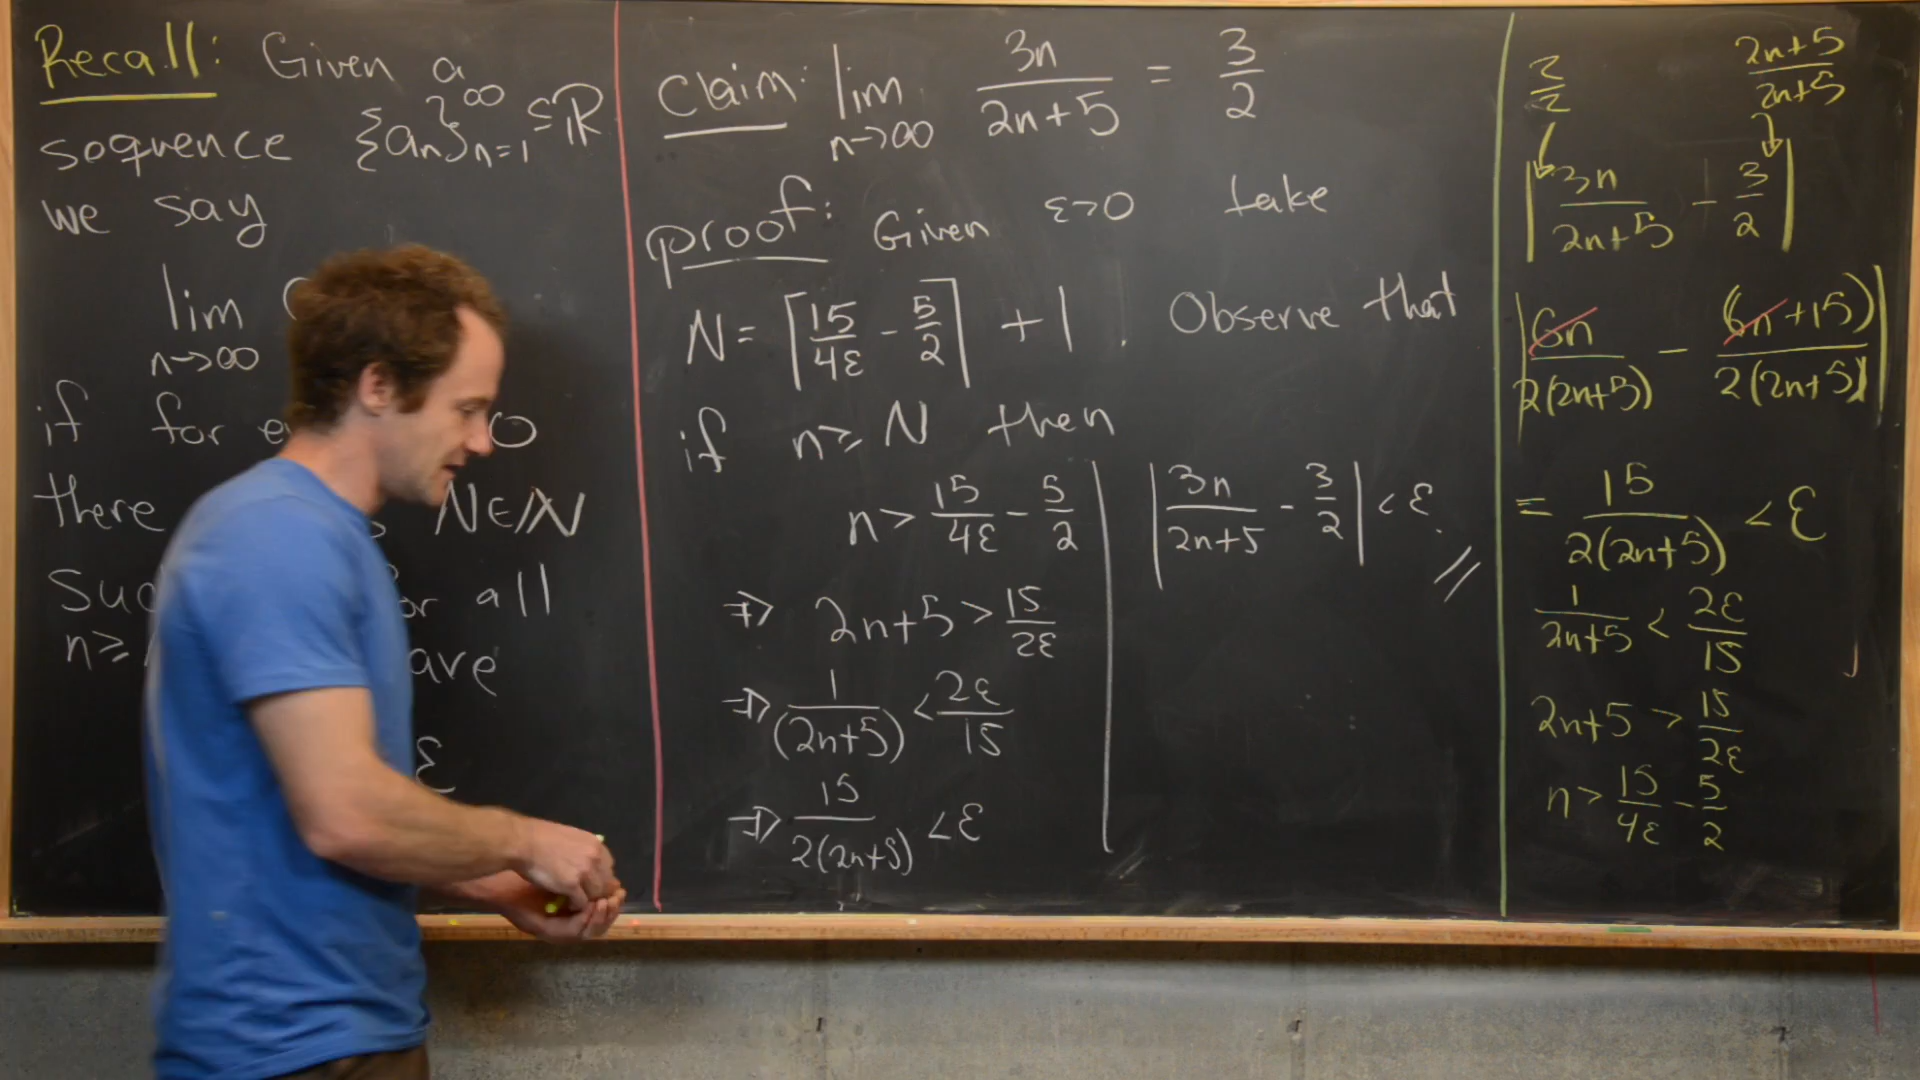 Recall: Given a
sequence {aₙ}ₙ₌₁^∞ ⊆ ℝ
we say
lim
n→∞
if for
there N∈ℕ
all
n≥
ε
Claim: lim n→∞ 3n/(2n+5) = 3/2
proof: Given ε>0 take
N = ⌈15/4ε - 5/2⌉ + 1. Observe that
if n≥N then
n > 15/4ε - 5/2
⇒ 2n+5 > 15/2ε
⇒ 1/(2n+5) < 2ε/15
⇒ 15/2(2n+5) < ε
|3n/(2n+5) - 3/2| < ε. //
2/2 (2n+5)/(2n+5)
|3n/(2n+5) - 3/2|
|6n/2(2n+5) - (6n+15)/2(2n+5)|
= 15/2(2n+5) < ε
1/(2n+5) < 2ε/15
2n+5 > 15/2ε
n > 15/4ε - 5/2